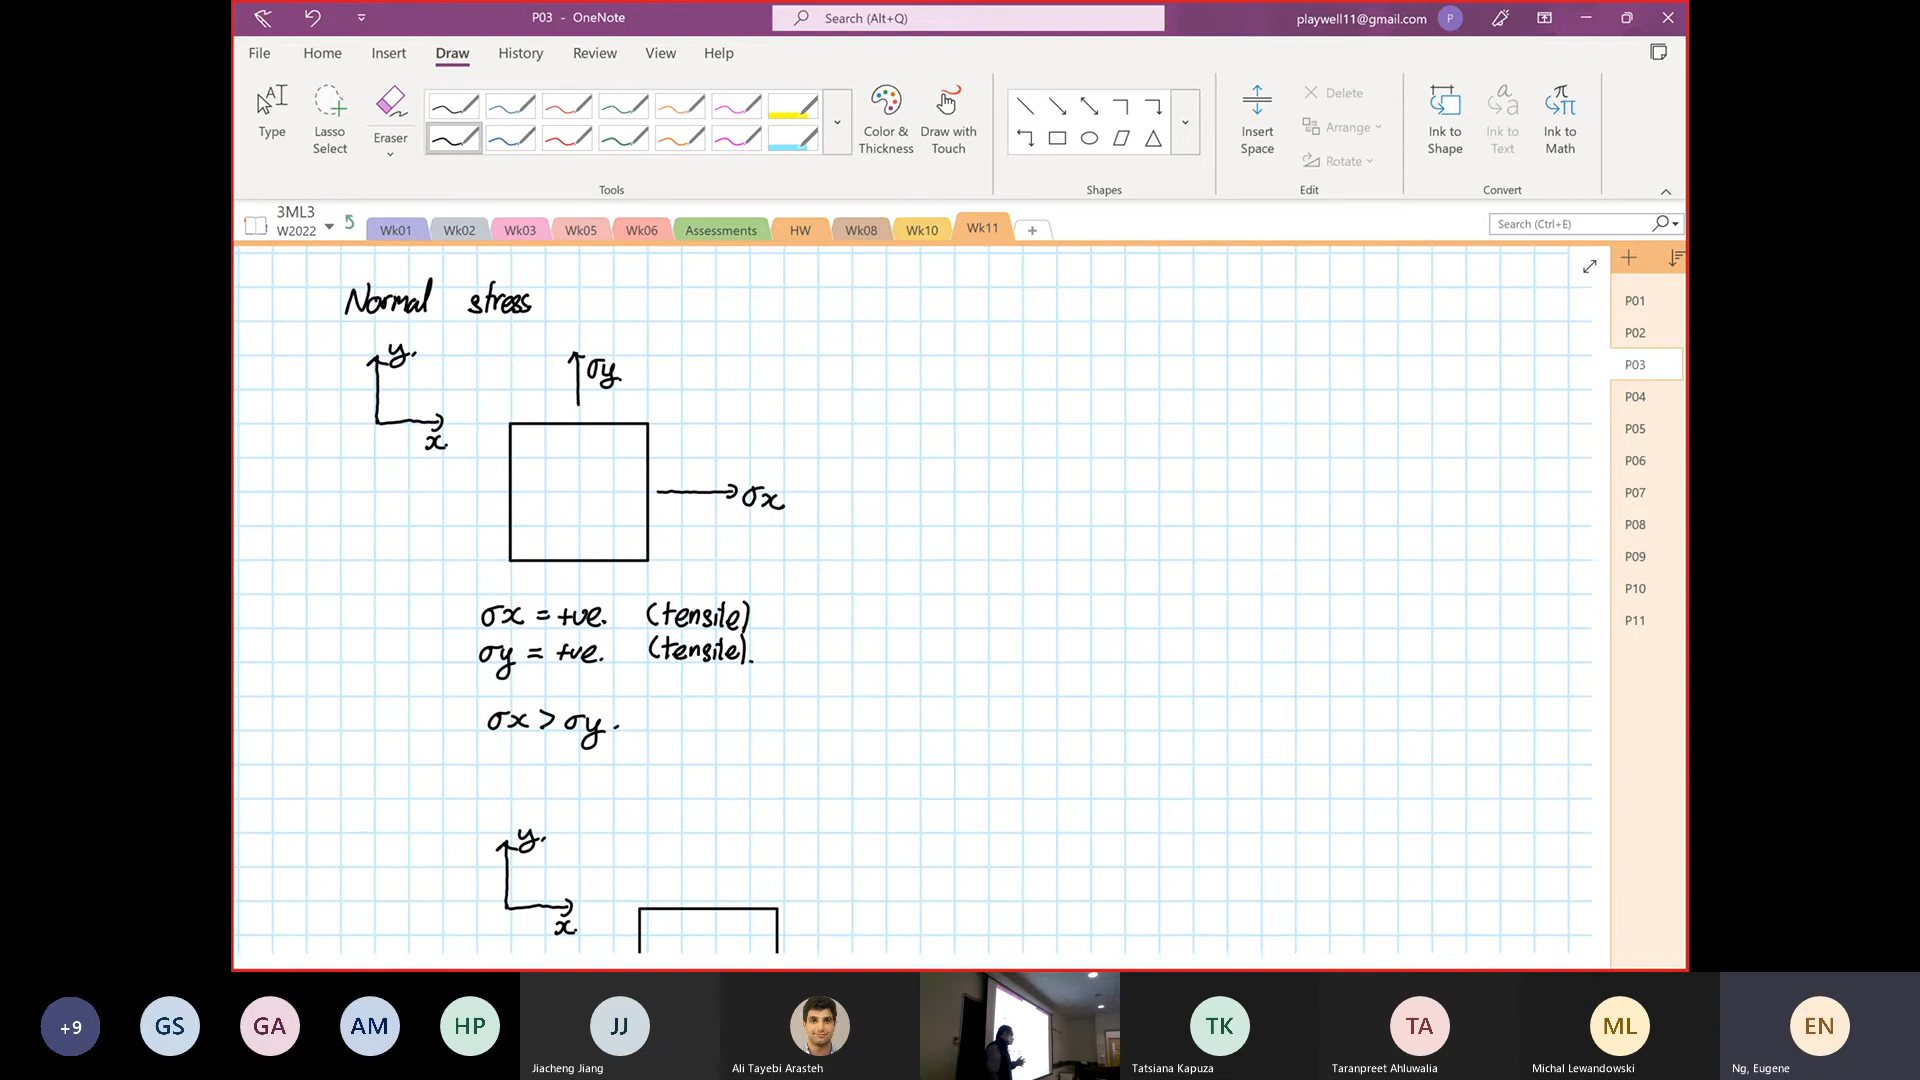 P03 - OneNote
Search (Alt+Q)
playwell11@gmail.com
P
File Home Insert Draw History Review View Help
Type
Lasso Select
Eraser
Color & Thickness
Draw with Touch
Insert Space
Delete
Arrange
Rotate
Ink to Shape
Ink to Text
Ink to Math
Tools
Shapes
Edit
Convert
3ML3
W2022
Wk01 Wk02 Wk03 Wk05 Wk06 Assessments HW Wk08 Wk10 Wk11
Search (Ctrl+E)
Normal stress
y.
x
σy
σx
σx = +ve. (tensile)
σy = +ve. (tensile).
σx > σy.
y.
x
P01
P02
P03
P04
P05
P06
P07
P08
P09
P10
P11
+9
GS
GA
AM
HP
JJ
TK
TA
ML
EN
Jiacheng Jiang
Ali Tayebi Arasteh
Tatsiana Kapuza
Taranpreet Ahluwalia
Michal Lewandowski
Ng, Eugene